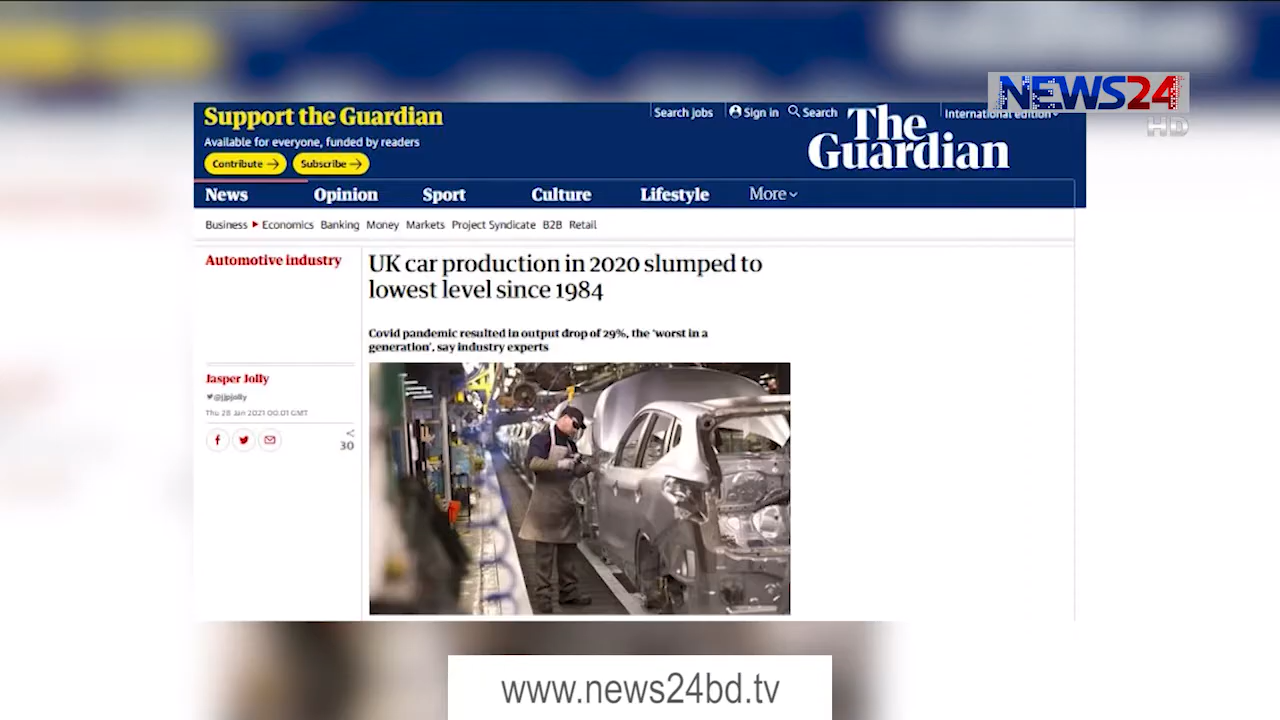 NEWS24
HD
Support the Guardian
Available for everyone, funded by readers
Contribute → Subscribe →
Search jobs Sign in Search International edition
The Guardian
News Opinion Sport Culture Lifestyle More
Business Economics Banking Money Markets Project Syndicate B2B Retail
Automotive industry
UK car production in 2020 slumped to
lowest level since 1984
Covid pandemic resulted in output drop of 29%, the ‘worst in a
generation’, say industry experts
Jasper Jolly
@jjpjolly
Thu 28 Jan 2021 00.01 GMT
30
www.news24bd.tv